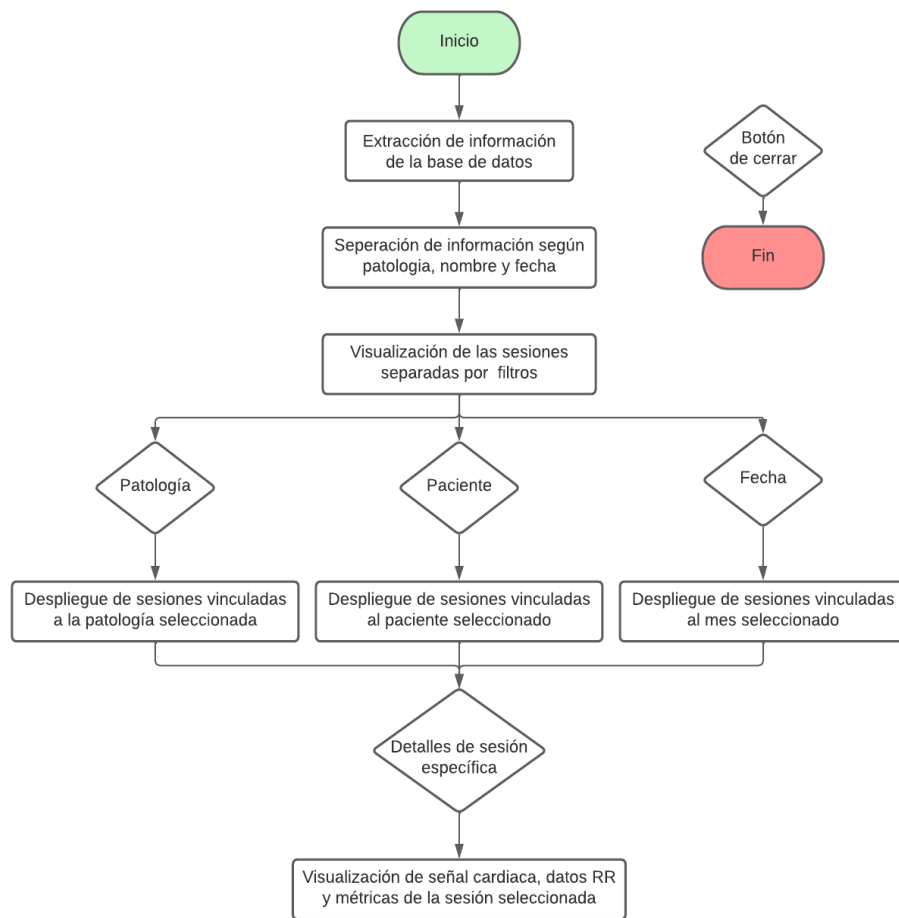 Inicio
Extracción de información
de la base de datos
Botón
de cerrar
Seperación de información según
patologia, nombre y fecha
Fin
Visualización de las sesiones
separadas por filtros
Patología
Paciente
Fecha
Despliegue de sesiones vinculadas
a la patología seleccionada
Despliegue de sesiones vinculadas
al paciente seleccionado
Despliegue de sesiones vinculadas
al mes seleccionado
Detalles de sesión
específica
Visualización de señal cardiaca, datos RR
y métricas de la sesión seleccionada